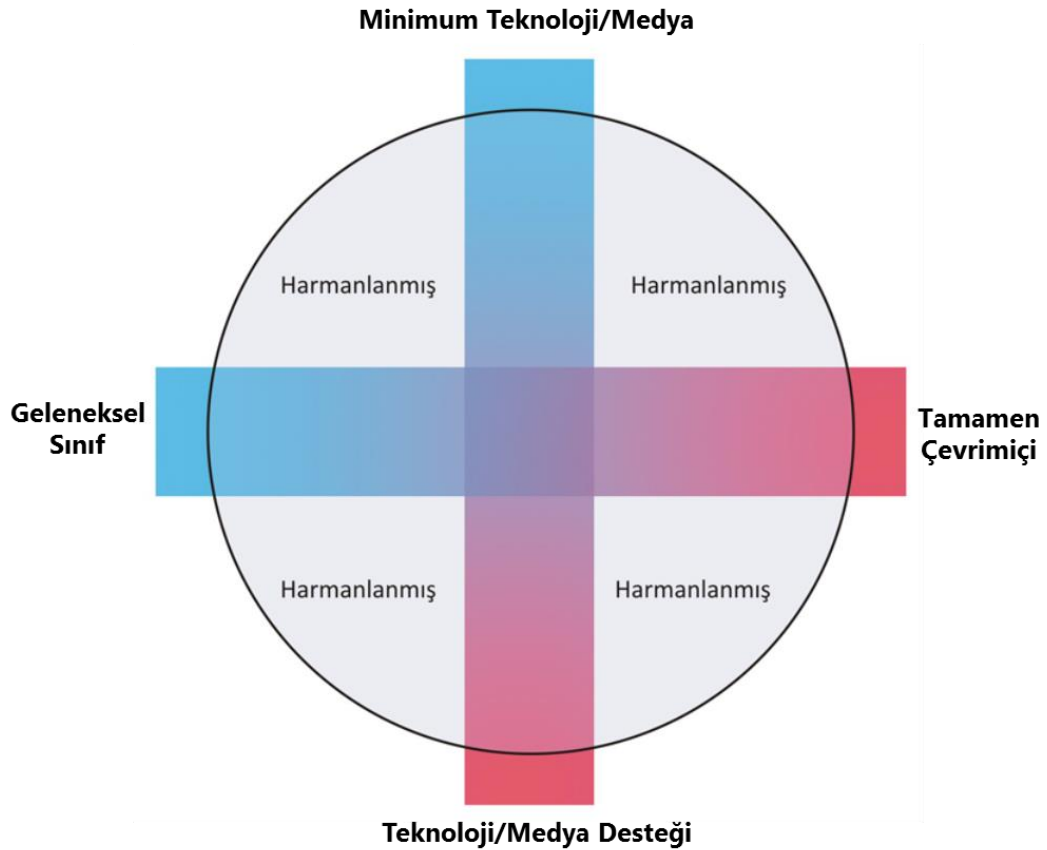 Minimum Teknoloji/Medya
Harmanlanmış
Harmanlanmış
Geleneksel
Sınıf
Tamamen
Çevrimiçi
Harmanlanmış
Harmanlanmış
Teknoloji/Medya Desteği